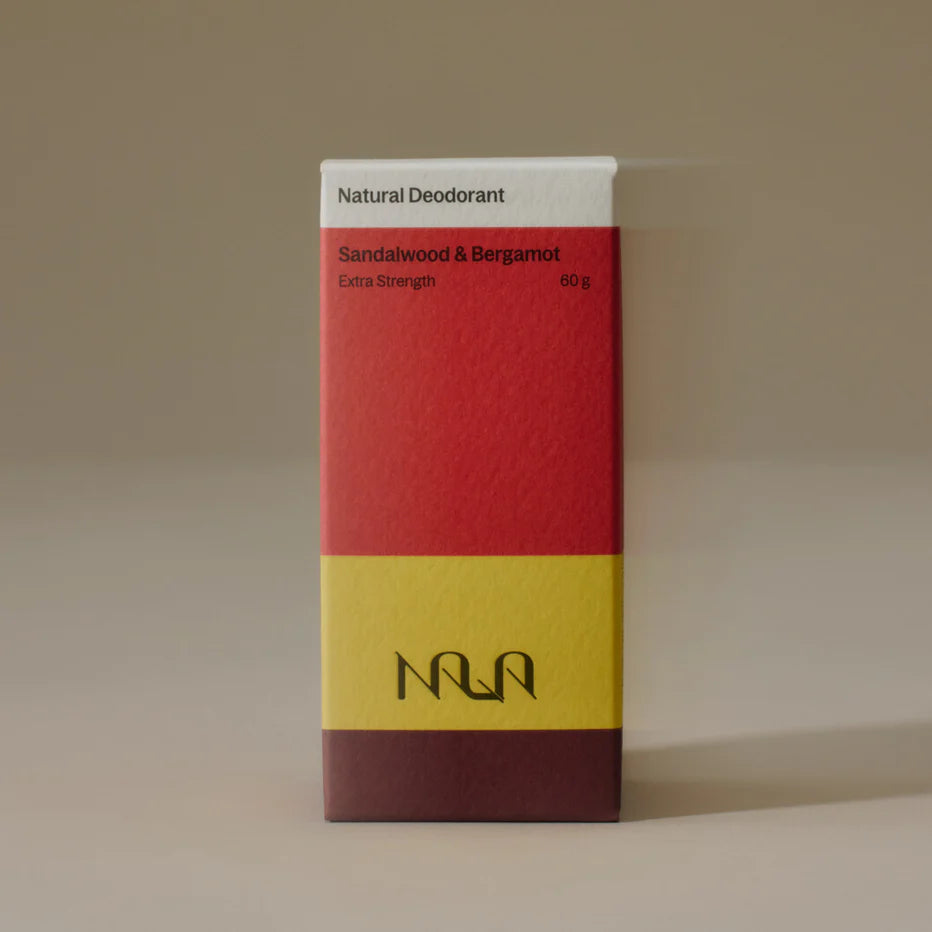 Natural Deodorant
Sandalwood & Bergamot
Extra Strength 60 g
NALA